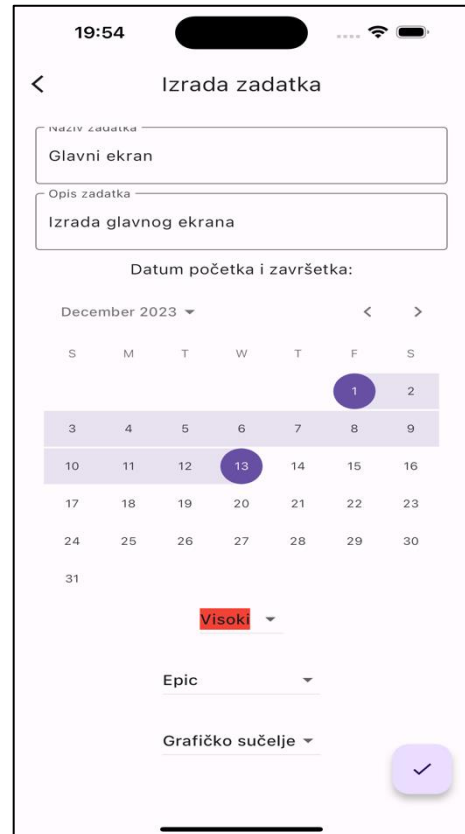 19:54
Izrada zadatka
Naziv zadatka
Glavni ekran
Opis zadatka
Izrada glavnog ekrana
Datum početka i završetka:
December 2023
S M T W T F S
1 2
3 4 5 6 7 8 9
10 11 12 13 14 15 16
17 18 19 20 21 22 23
24 25 26 27 28 29 30
31
Visoki
Epic
Grafičko sučelje